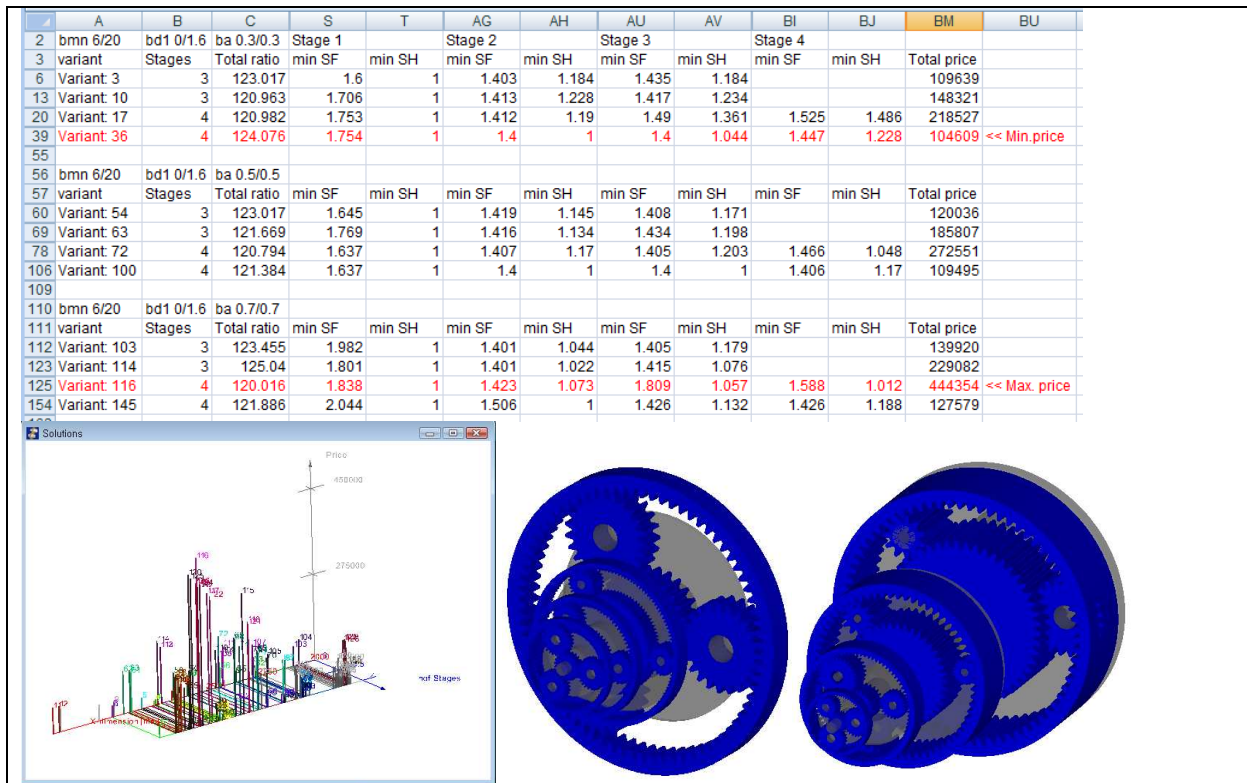 A B C S T AG AH AU AV BI BJ BM BU
2 bmn 6/20 bd1 0/1.6 ba 0.3/0.3 Stage 1 Stage 2 Stage 3 Stage 4
3 variant Stages Total ratio min SF min SH min SF min SH min SF min SH min SF min SH Total price
6 Variant: 3 3 123.017 1.6 1 1.403 1.184 1.435 1.184 109639
13 Variant: 10 3 120.963 1.706 1 1.413 1.228 1.417 1.234 148321
20 Variant: 17 4 120.982 1.753 1 1.412 1.19 1.49 1.361 1.525 1.486 218527
39 Variant: 36 4 124.076 1.754 1 1.4 1 1.4 1.044 1.447 1.228 104609 << Min.price
55
56 bmn 6/20 bd1 0/1.6 ba 0.5/0.5
57 variant Stages Total ratio min SF min SH min SF min SH min SF min SH min SF min SH Total price
60 Variant: 54 3 123.017 1.645 1 1.419 1.145 1.408 1.171 120036
69 Variant: 63 3 121.669 1.769 1 1.416 1.134 1.434 1.198 185807
78 Variant: 72 4 120.794 1.637 1 1.407 1.17 1.405 1.203 1.466 1.048 272551
106 Variant: 100 4 121.384 1.637 1 1.4 1 1.4 1 1.406 1.17 109495
109
110 bmn 6/20 bd1 0/1.6 ba 0.7/0.7
111 variant Stages Total ratio min SF min SH min SF min SH min SF min SH min SF min SH Total price
112 Variant: 103 3 123.455 1.982 1 1.401 1.044 1.405 1.179 139920
123 Variant: 114 3 125.04 1.801 1 1.401 1.022 1.415 1.076 229082
125 Variant: 116 4 120.016 1.838 1 1.423 1.073 1.809 1.057 1.588 1.012 444354 << Max. price
154 Variant: 145 4 121.886 2.044 1 1.506 1 1.426 1.132 1.426 1.188 127579
Solutions
Price
450000
275000
116
115
104
103
2000
nof Stages
X-dimension